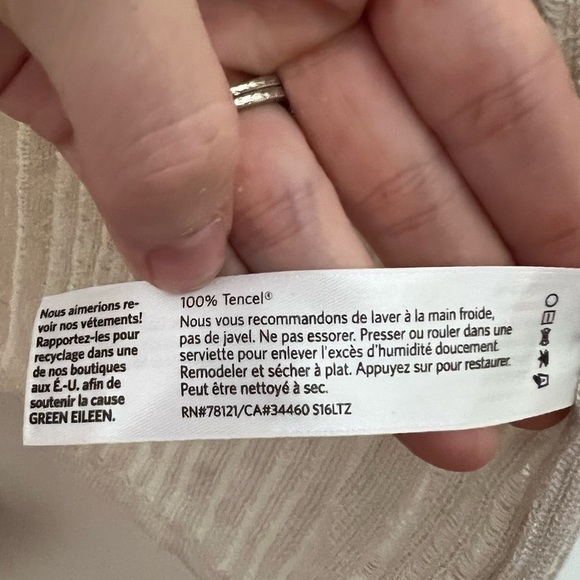 Nous aimerions re-
voir nos vêtements!
Rapportez-les pour
recyclage dans une
de nos boutiques
aux É.-U. afin de
soutenir la cause
GREEN EILEEN.
100% Tencel®
Nous vous recommandons de laver à la main froide,
pas de javel. Ne pas essorer. Presser ou rouler dans une
serviette pour enlever l'excès d'humidité doucement.
Remodeler et sécher à plat. Appuyez sur pour restaurer.
Peut être nettoyé à sec.
RN#78121/CA#34460 S16LTZ